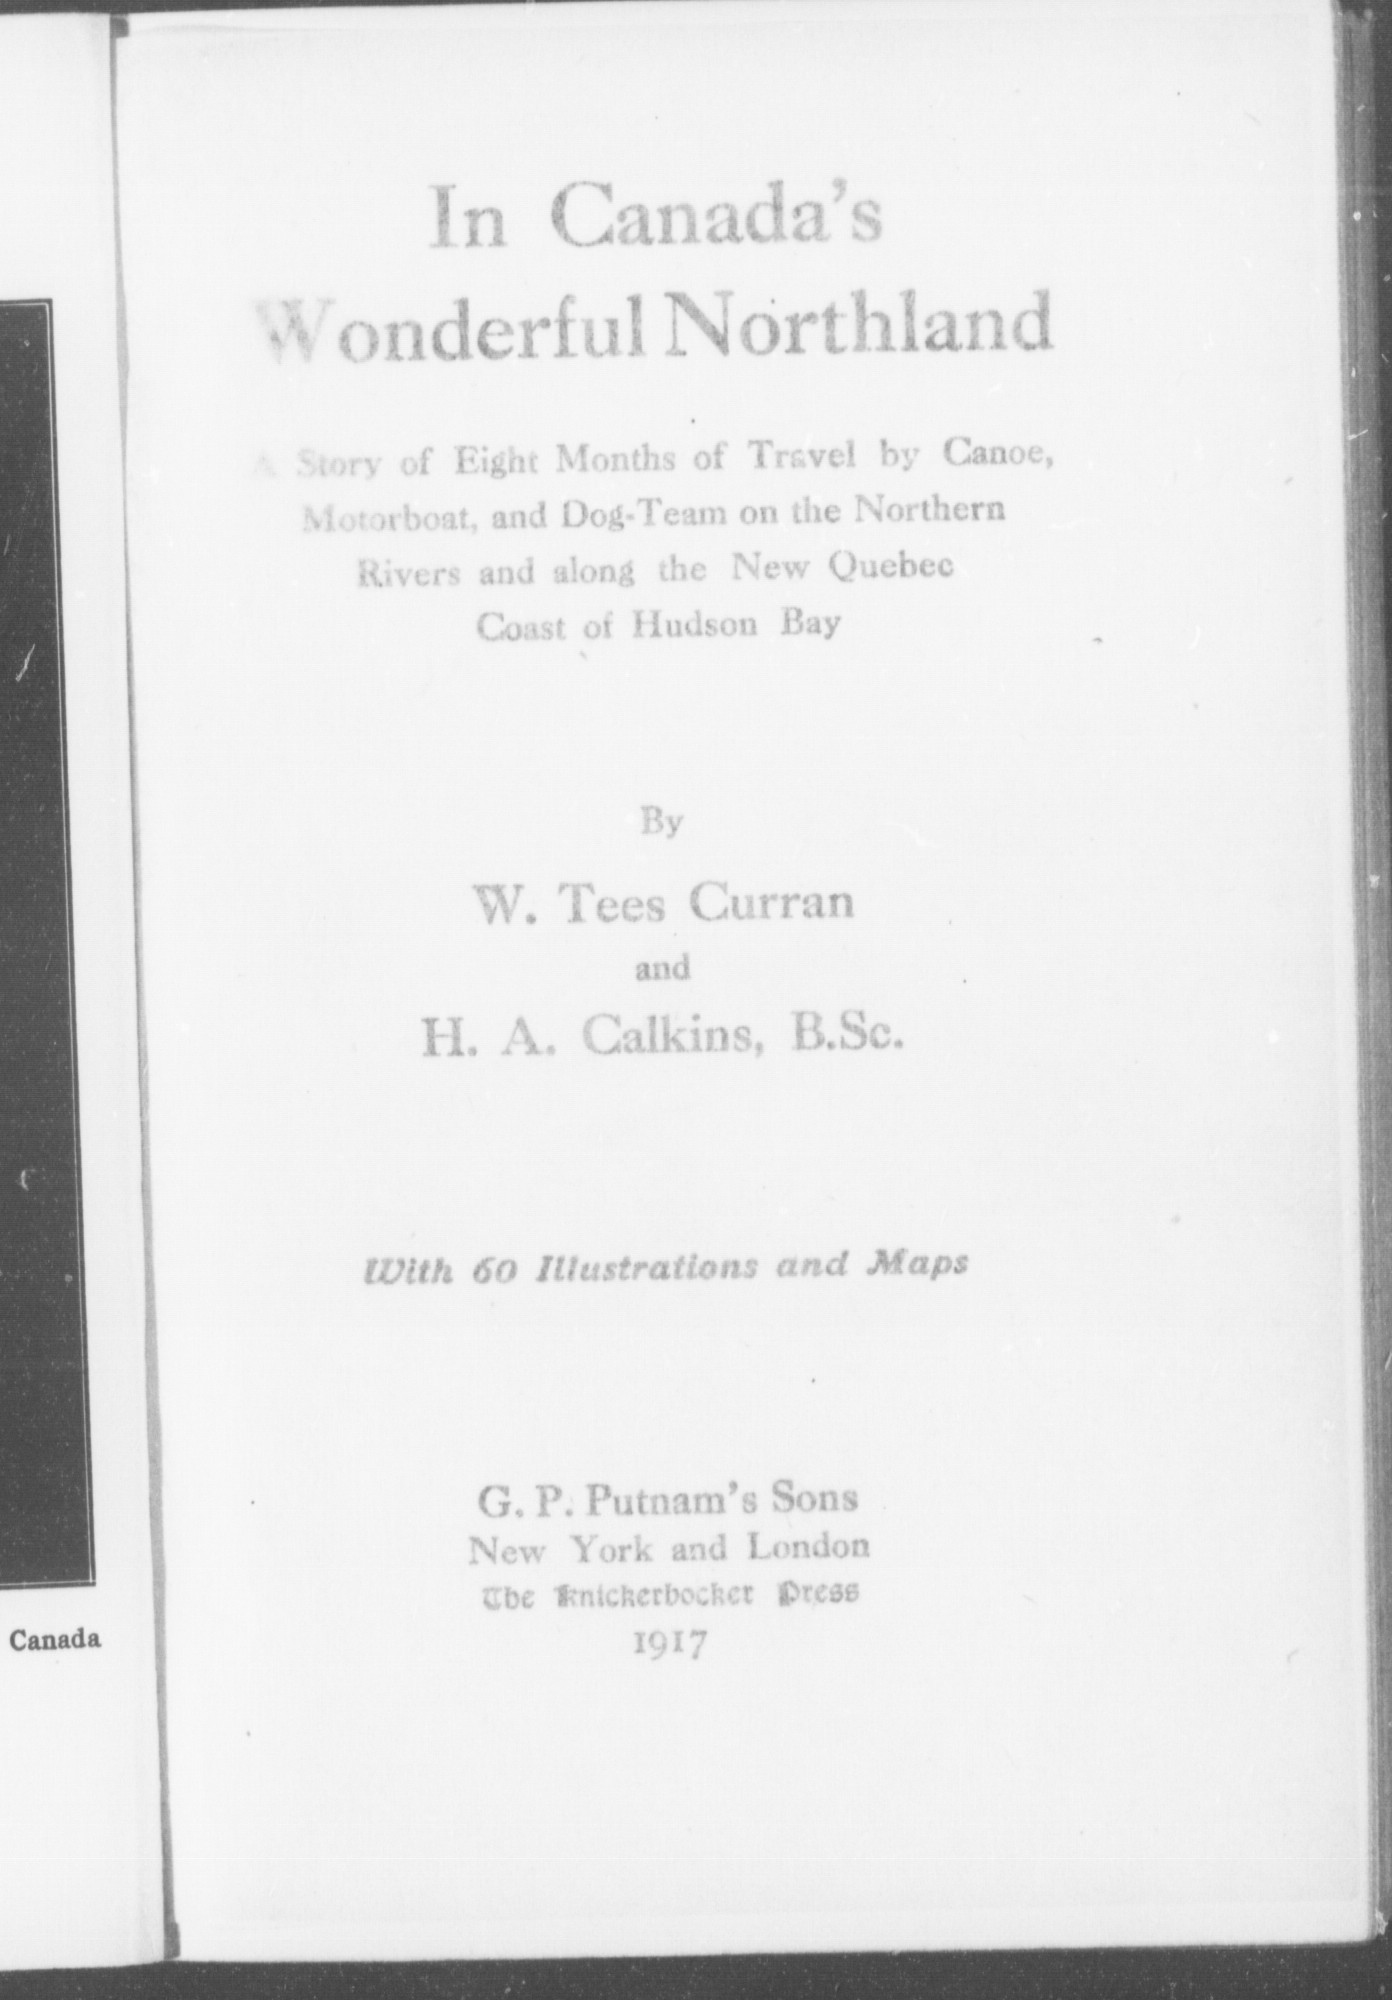 In Canada's
Wonderful Northland
A Story of Eight Months of Travel by Canoe,
Motorboat, and Dog-Team on the Northern
Rivers and along the New Quebec
Coast of Hudson Bay
By
W. Tees Curran
and
H. A. Calkins, B.Sc.
With 60 Illustrations and Maps
G. P. Putnam's Sons
New York and London
The Knickerbocker Press
1917
Canada